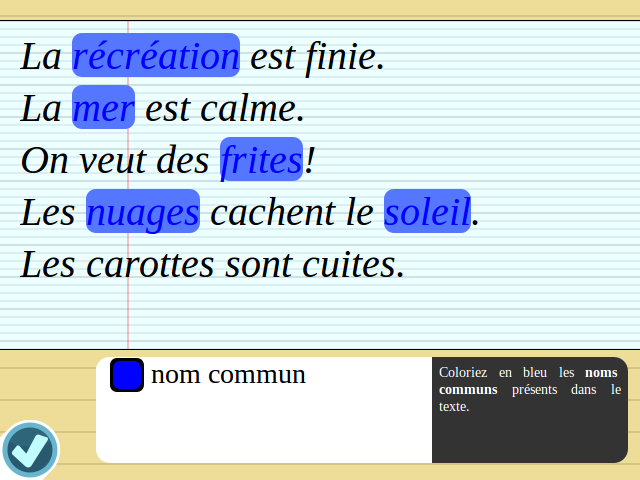 La récréation est finie.
La mer est calme.
On veut des frites!
Les nuages cachent le soleil.
Les carottes sont cuites.
nom commun
Coloriez en bleu les noms
communs présents dans le
texte.